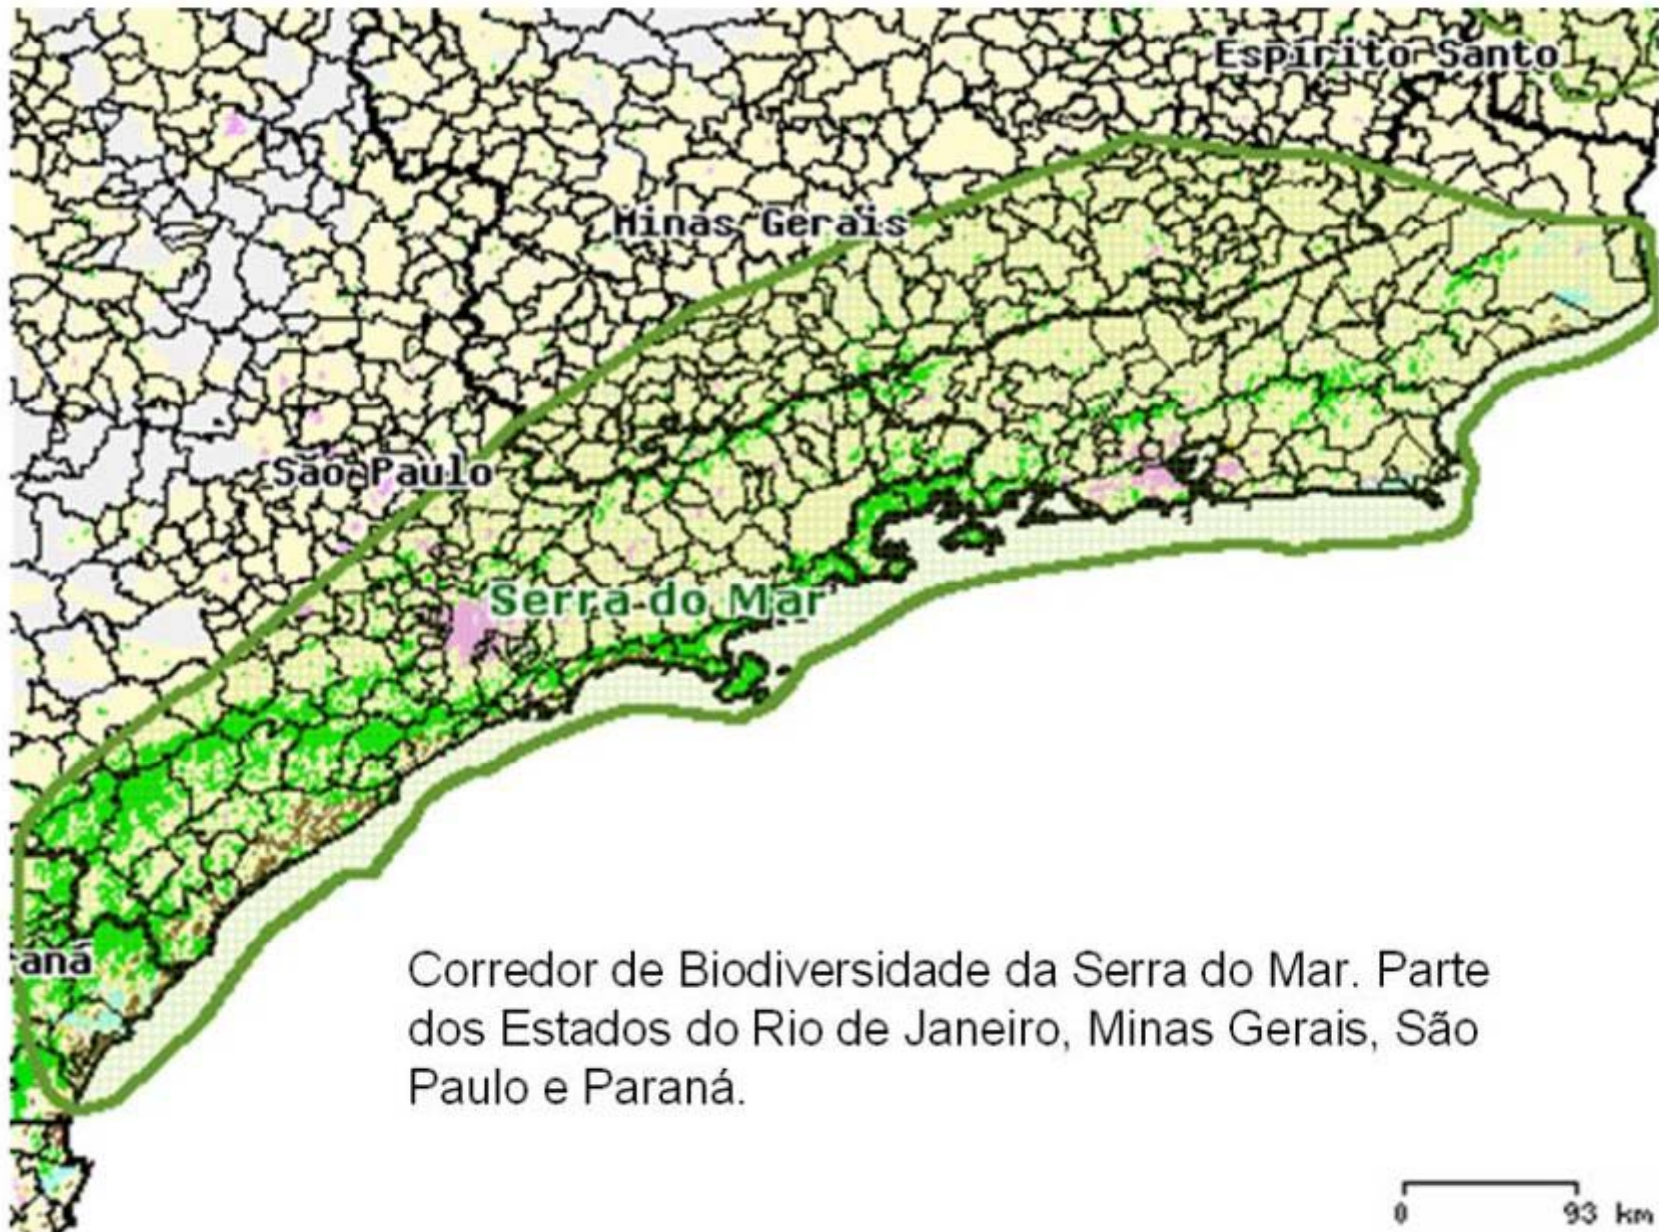 Espírito Santo
Minas Gerais
São Paulo
Serra do Mar
aná
Corredor de Biodiversidade da Serra do Mar. Parte
dos Estados do Rio de Janeiro, Minas Gerais, São
Paulo e Paraná.
0 93 km